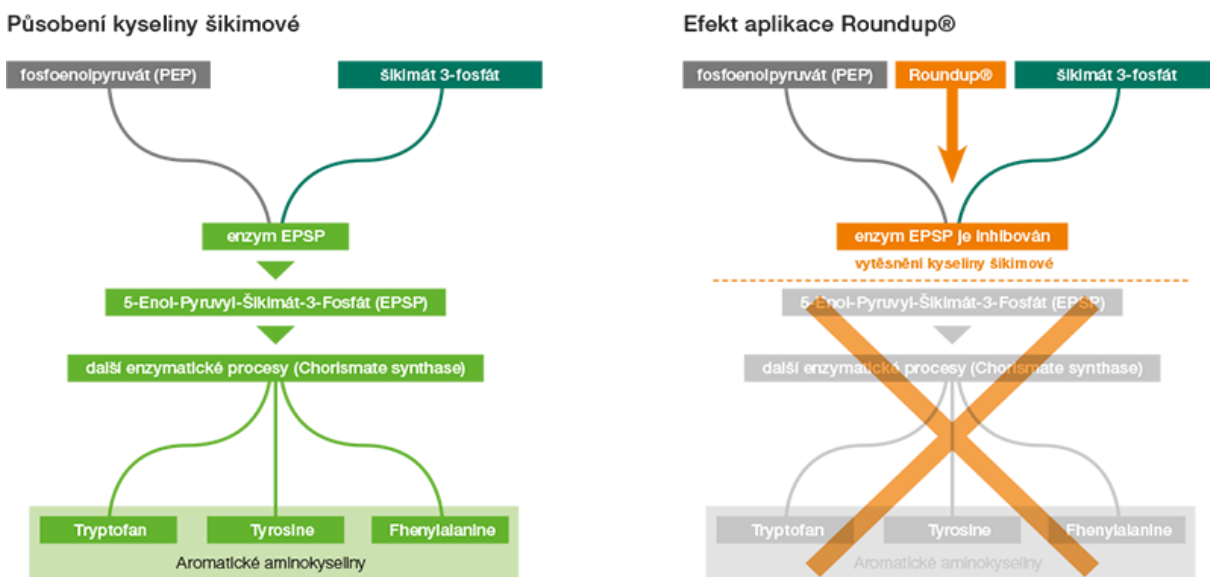 Působení kyseliny šikimové
fosfoenolpyruvát (PEP)
šikimát 3-fosfát
enzym EPSP
5-Enol-Pyruvyl-Šikimát-3-Fosfát (EPSP)
další enzymatické procesy (Chorismate synthase)
Tryptofan
Tyrosine
Fhenylalanine
Aromatické aminokyseliny
Efekt aplikace Roundup®
fosfoenolpyruvát (PEP)
Roundup®
šikimát 3-fosfát
enzym EPSP je inhibován
vytěsnění kyseliny šikimové
5-Enol-Pyruvyl-Šikimát-3-Fosfát (EPSP)
další enzymatické procesy (Chorismate synthase)
Tryptofan
Tyrosine
Fhenylalanine
Aromatické aminokyseliny